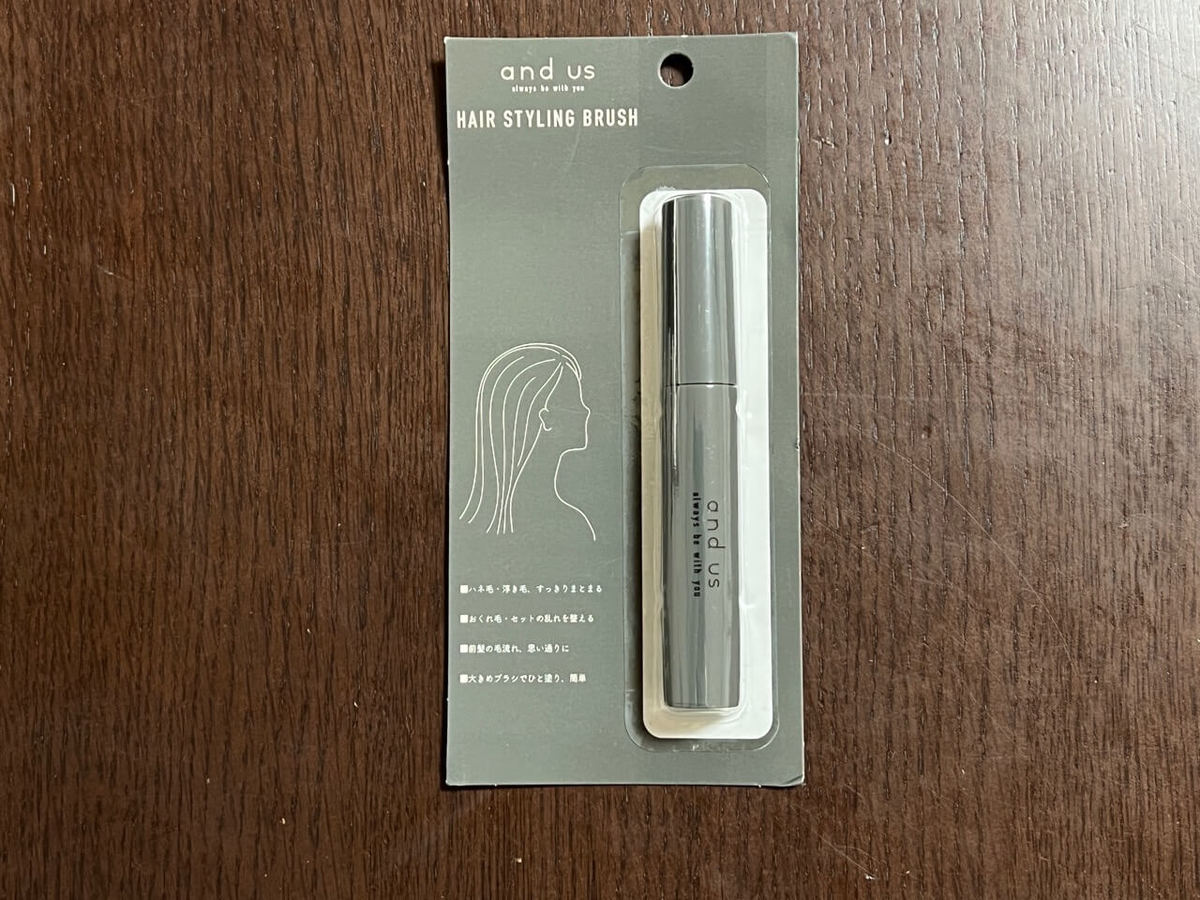 and us
always be with you
HAIR STYLING BRUSH
and us
always be with you
■ハネ毛・浮き毛、すっきりまとまる
■おくれ毛・セットの乱れを整える
■前髪の毛流れ、思い通りに
■大きめブラシでひと塗り、簡単